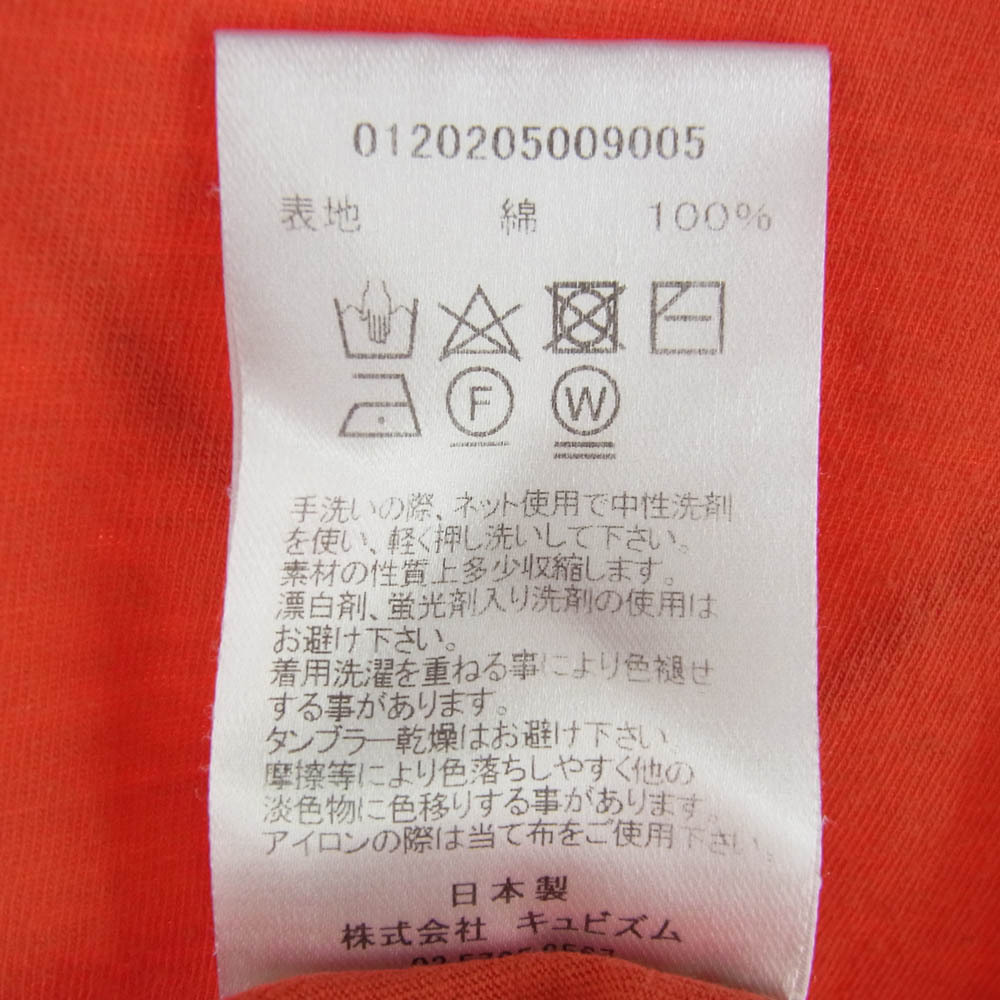 0120205009005
表地 綿 100%
F W
手洗いの際、ネット使用で中性洗剤
を使い、軽く押し洗いして下さい。
素材の性質上多少収縮します。
漂白剤、蛍光剤入り洗剤の使用は
お避け下さい。
着用洗濯を重ねる事により色褪せ
する事があります。
タンブラー乾燥はお避け下さい。
摩擦等により色落ちしやすく他の
淡色物に色移りする事があります。
アイロンの際は当て布をご使用下さい。
日本製
株式会社 キュビズム